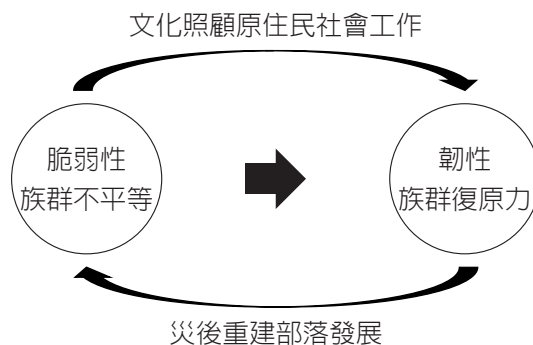 文化照顧原住民社會工作
脆弱性
族群不平等
韌性
族群復原力
災後重建部落發展